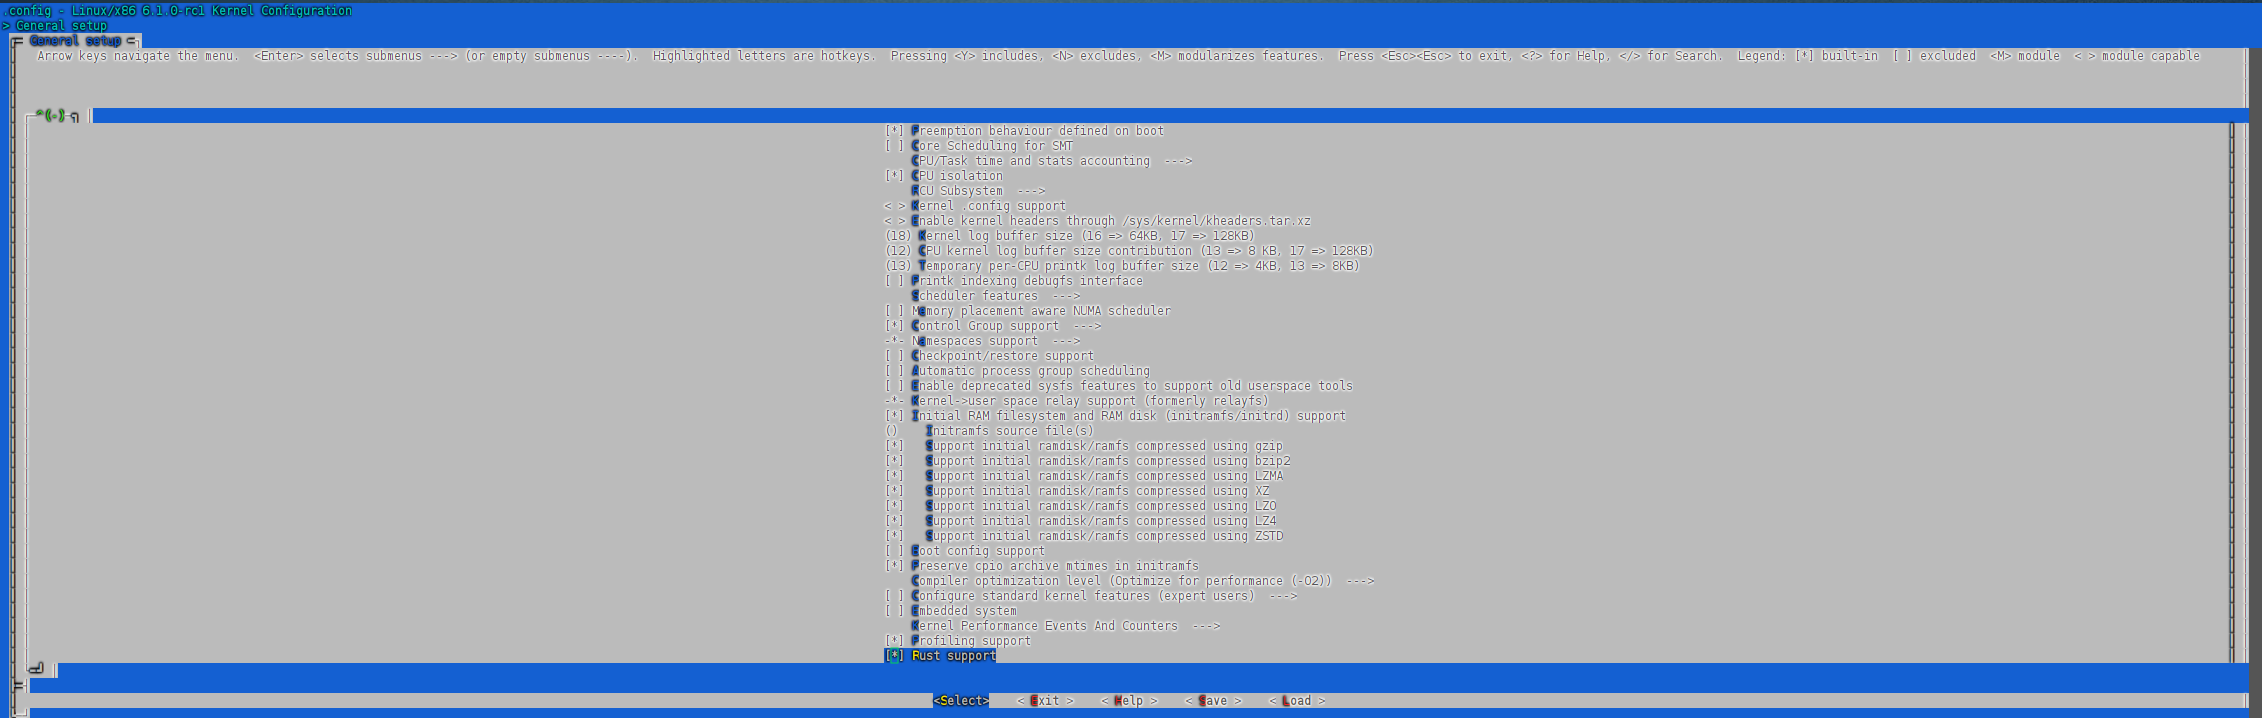 .config - Linux/x86 6.1.0-rc1 Kernel Configuration
> General setup
General setup
Arrow keys navigate the menu.  <Enter> selects submenus ---> (or empty submenus ----).  Highlighted letters are hotkeys.  Pressing <Y> includes, <N> excludes, <M> modularizes features.  Press <Esc><Esc> to exit, <?> for Help, </> for Search.  Legend: [*] built-in  [ ] excluded  <M> module  < > module capable
^(-)
[*] Preemption behaviour defined on boot
[ ] Core Scheduling for SMT
CPU/Task time and stats accounting  --->
[*] CPU isolation
RCU Subsystem  --->
< > Kernel .config support
< > Enable kernel headers through /sys/kernel/kheaders.tar.xz
(18) Kernel log buffer size (16 => 64KB, 17 => 128KB)
(12) CPU kernel log buffer size contribution (13 => 8 KB, 17 => 128KB)
(13) Temporary per-CPU printk log buffer size (12 => 4KB, 13 => 8KB)
[ ] Printk indexing debugfs interface
Scheduler features  --->
[ ] Memory placement aware NUMA scheduler
[*] Control Group support  --->
-*- Namespaces support  --->
[ ] Checkpoint/restore support
[ ] Automatic process group scheduling
[ ] Enable deprecated sysfs features to support old userspace tools
-*- Kernel->user space relay support (formerly relayfs)
[*] Initial RAM filesystem and RAM disk (initramfs/initrd) support
()    Initramfs source file(s)
[*]   Support initial ramdisk/ramfs compressed using gzip
[*]   Support initial ramdisk/ramfs compressed using bzip2
[*]   Support initial ramdisk/ramfs compressed using LZMA
[*]   Support initial ramdisk/ramfs compressed using XZ
[*]   Support initial ramdisk/ramfs compressed using LZO
[*]   Support initial ramdisk/ramfs compressed using LZ4
[*]   Support initial ramdisk/ramfs compressed using ZSTD
[ ] Boot config support
[*] Preserve cpio archive mtimes in initramfs
Compiler optimization level (Optimize for performance (-O2))  --->
[ ] Configure standard kernel features (expert users)  --->
[ ] Embedded system
Kernel Performance Events And Counters  --->
[*] Profiling support
[*] Rust support
<Select>    < Exit >    < Help >    < Save >    < Load >